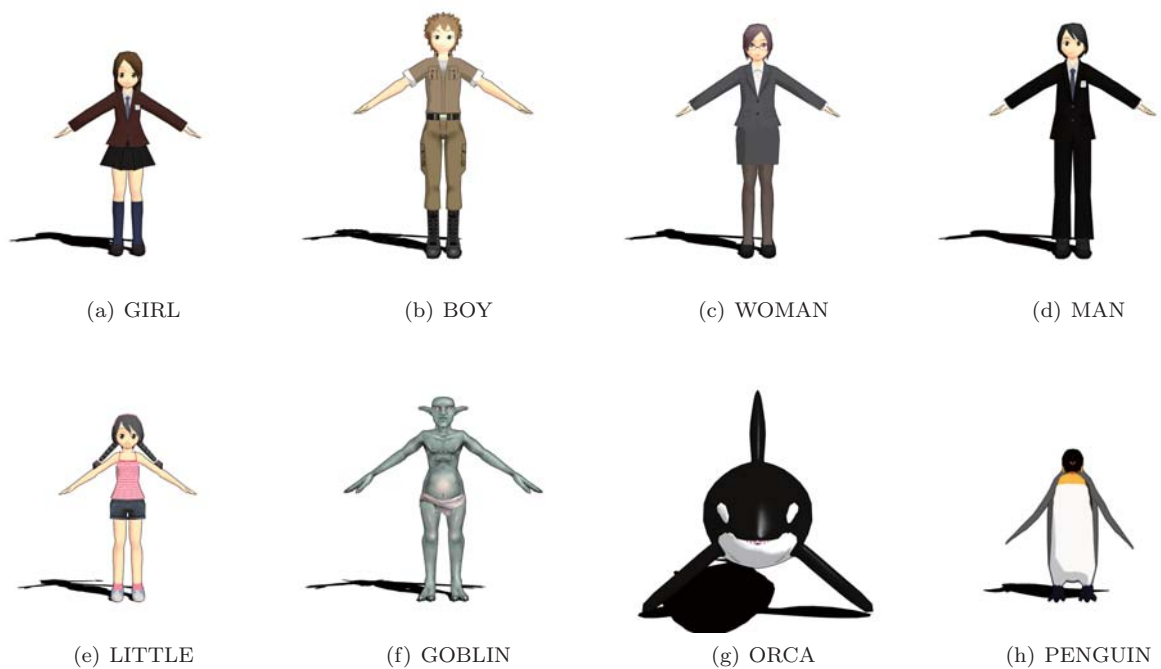 (a) GIRL
(b) BOY
(c) WOMAN
(d) MAN
(e) LITTLE
(f) GOBLIN
(g) ORCA
(h) PENGUIN